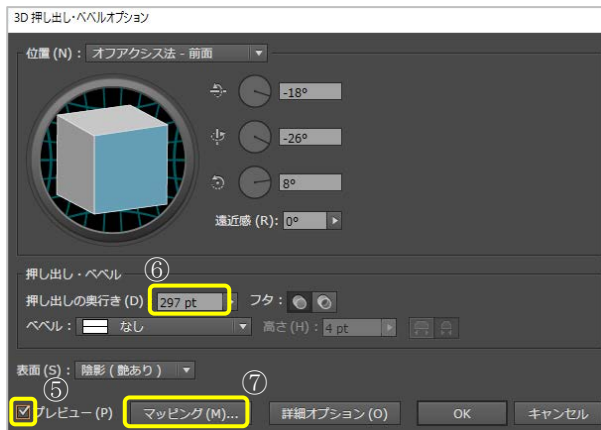 3D 押し出し・ベベルオプション
位置 (N) : オフアクシス法 - 前面
-18°
-26°
8°
遠近感 (R): 0°
押し出し・ベベル
⑥
押し出しの奥行き (D) 297 pt フタ :
ベベル : なし 高さ (H) : 4 pt
表面 (S) : 陰影 ( 艶あり )
⑤ ⑦
プレビュー (P) マッピング (M)... 詳細オプション (O) OK キャンセル